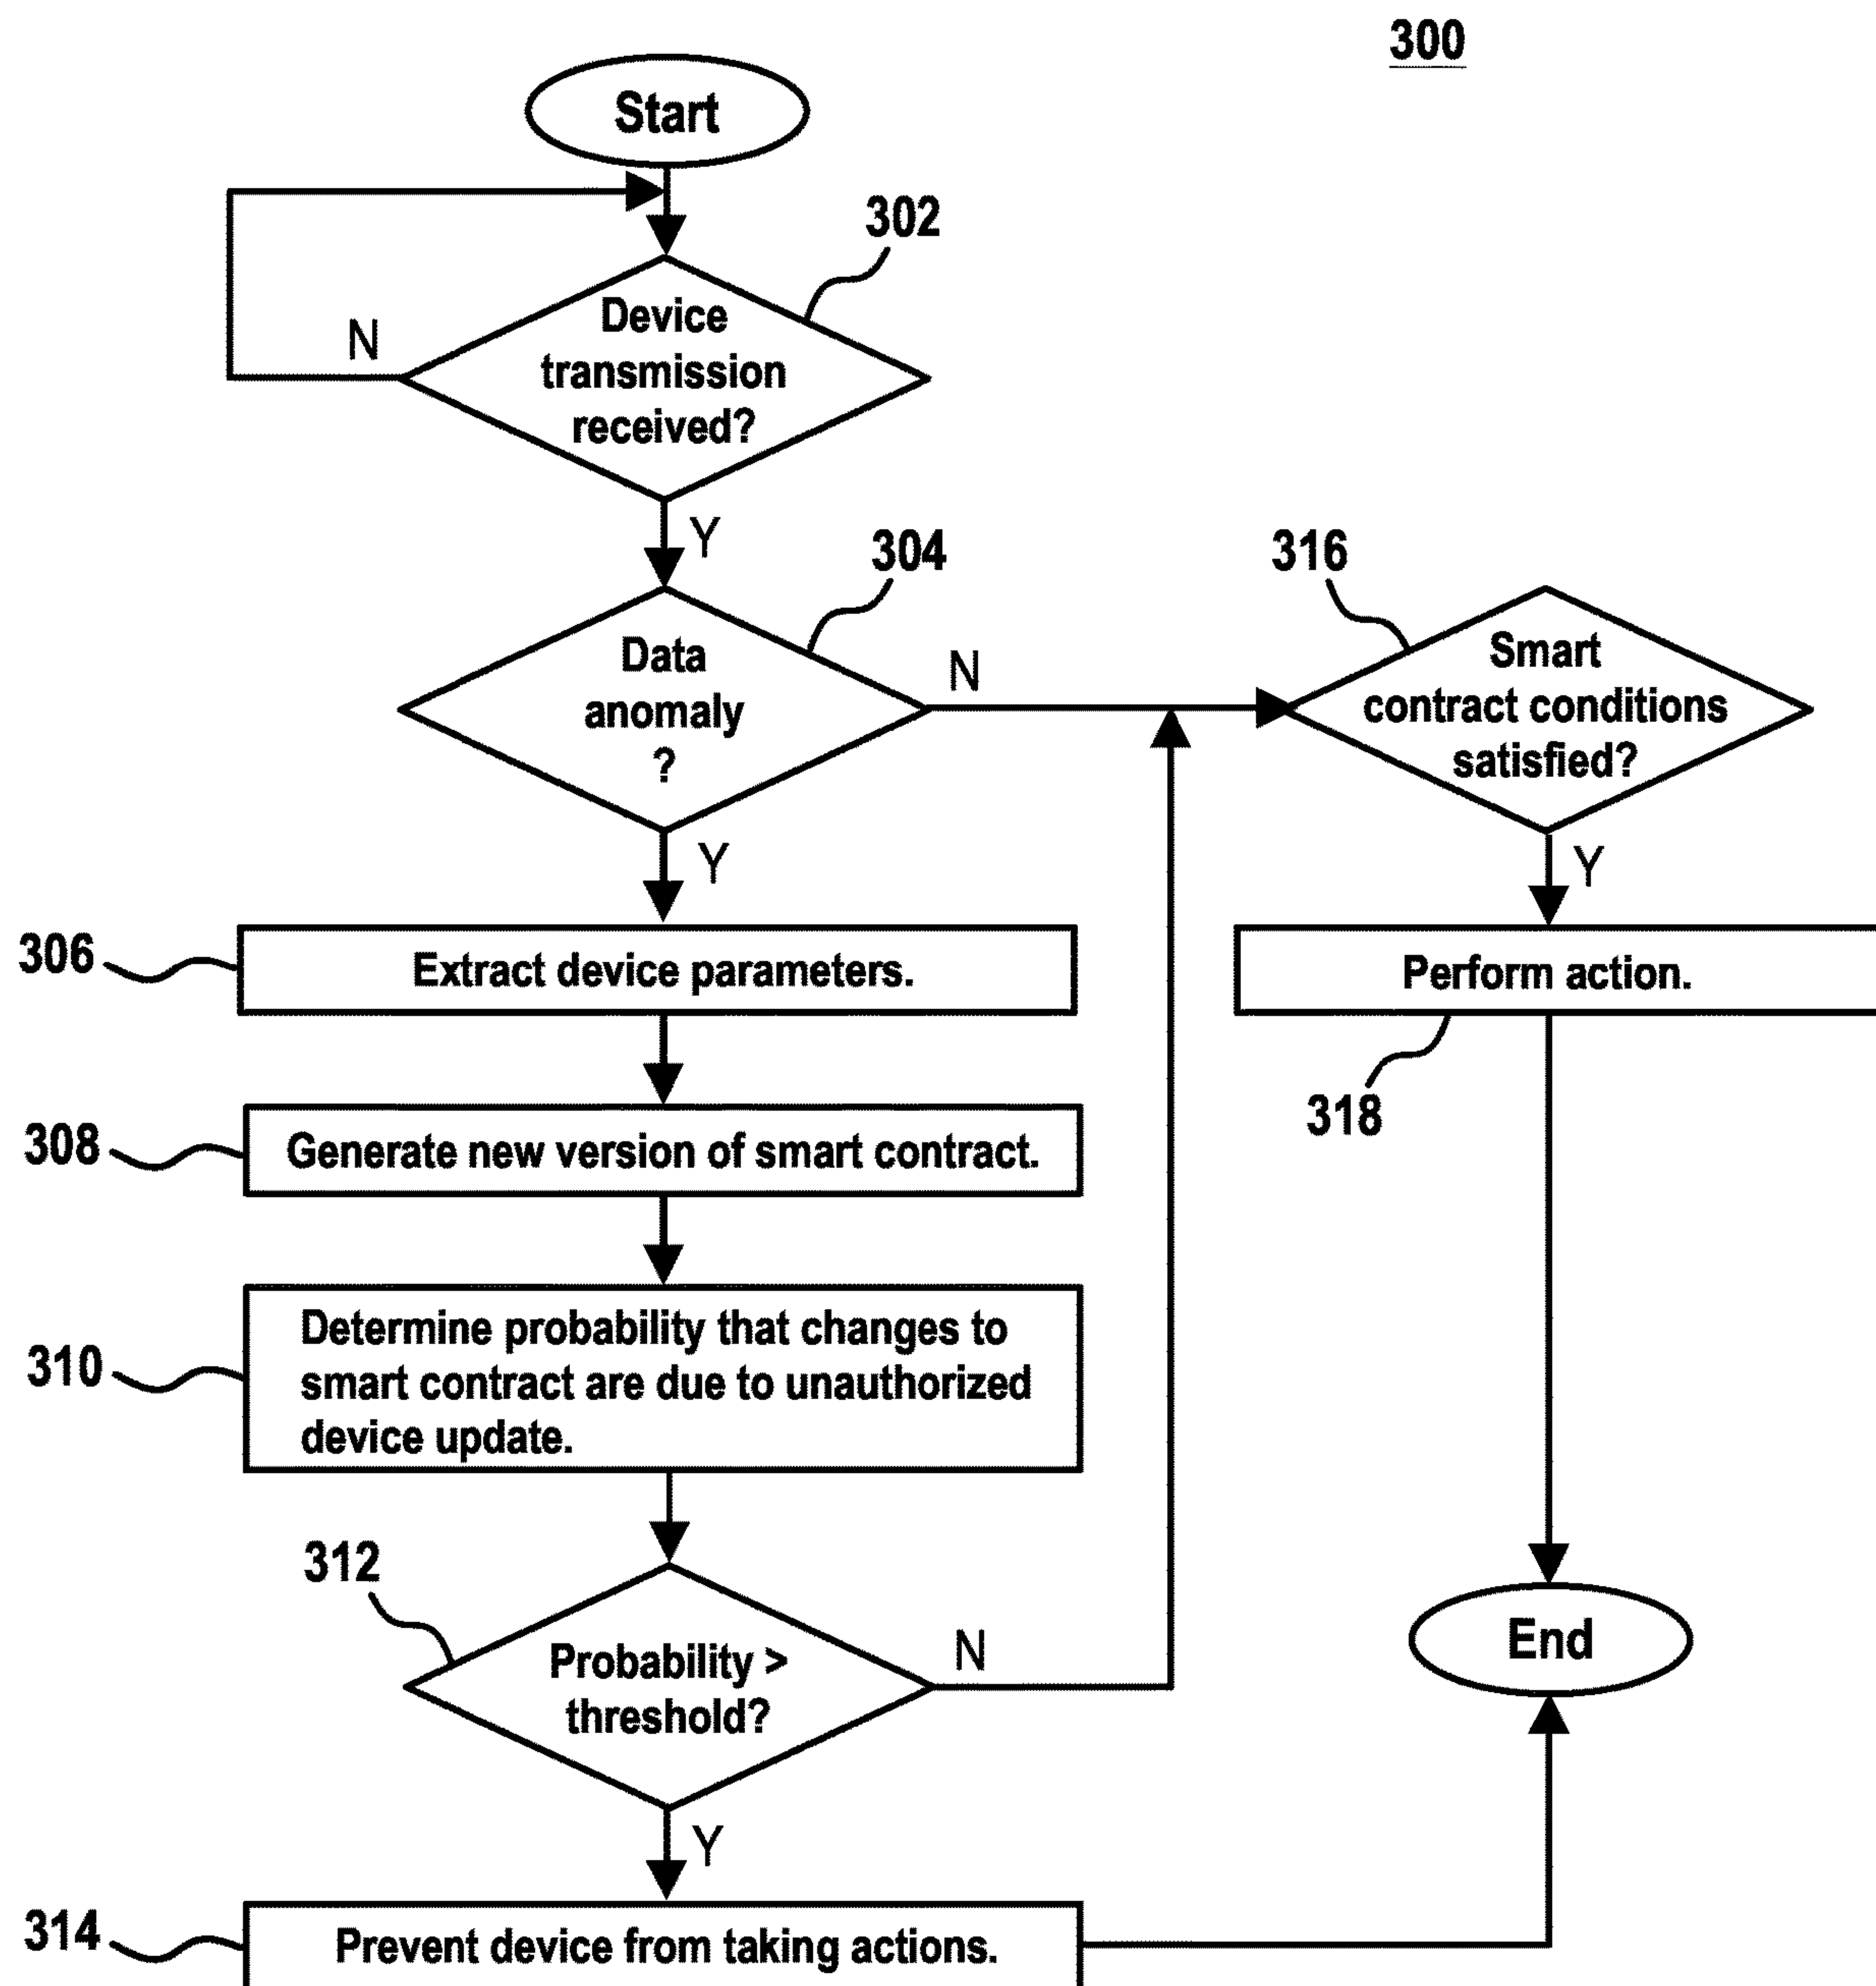 300
Start
302
Device
transmission
received?
N
Y
304
Data
anomaly
?
N
316
Smart
contract conditions
satisfied?
Y
Y
306
Extract device parameters.
Perform action.
318
308
Generate new version of smart contract.
310
Determine probability that changes to
smart contract are due to unauthorized
device update.
312
Probability >
threshold?
N
End
Y
314
Prevent device from taking actions.